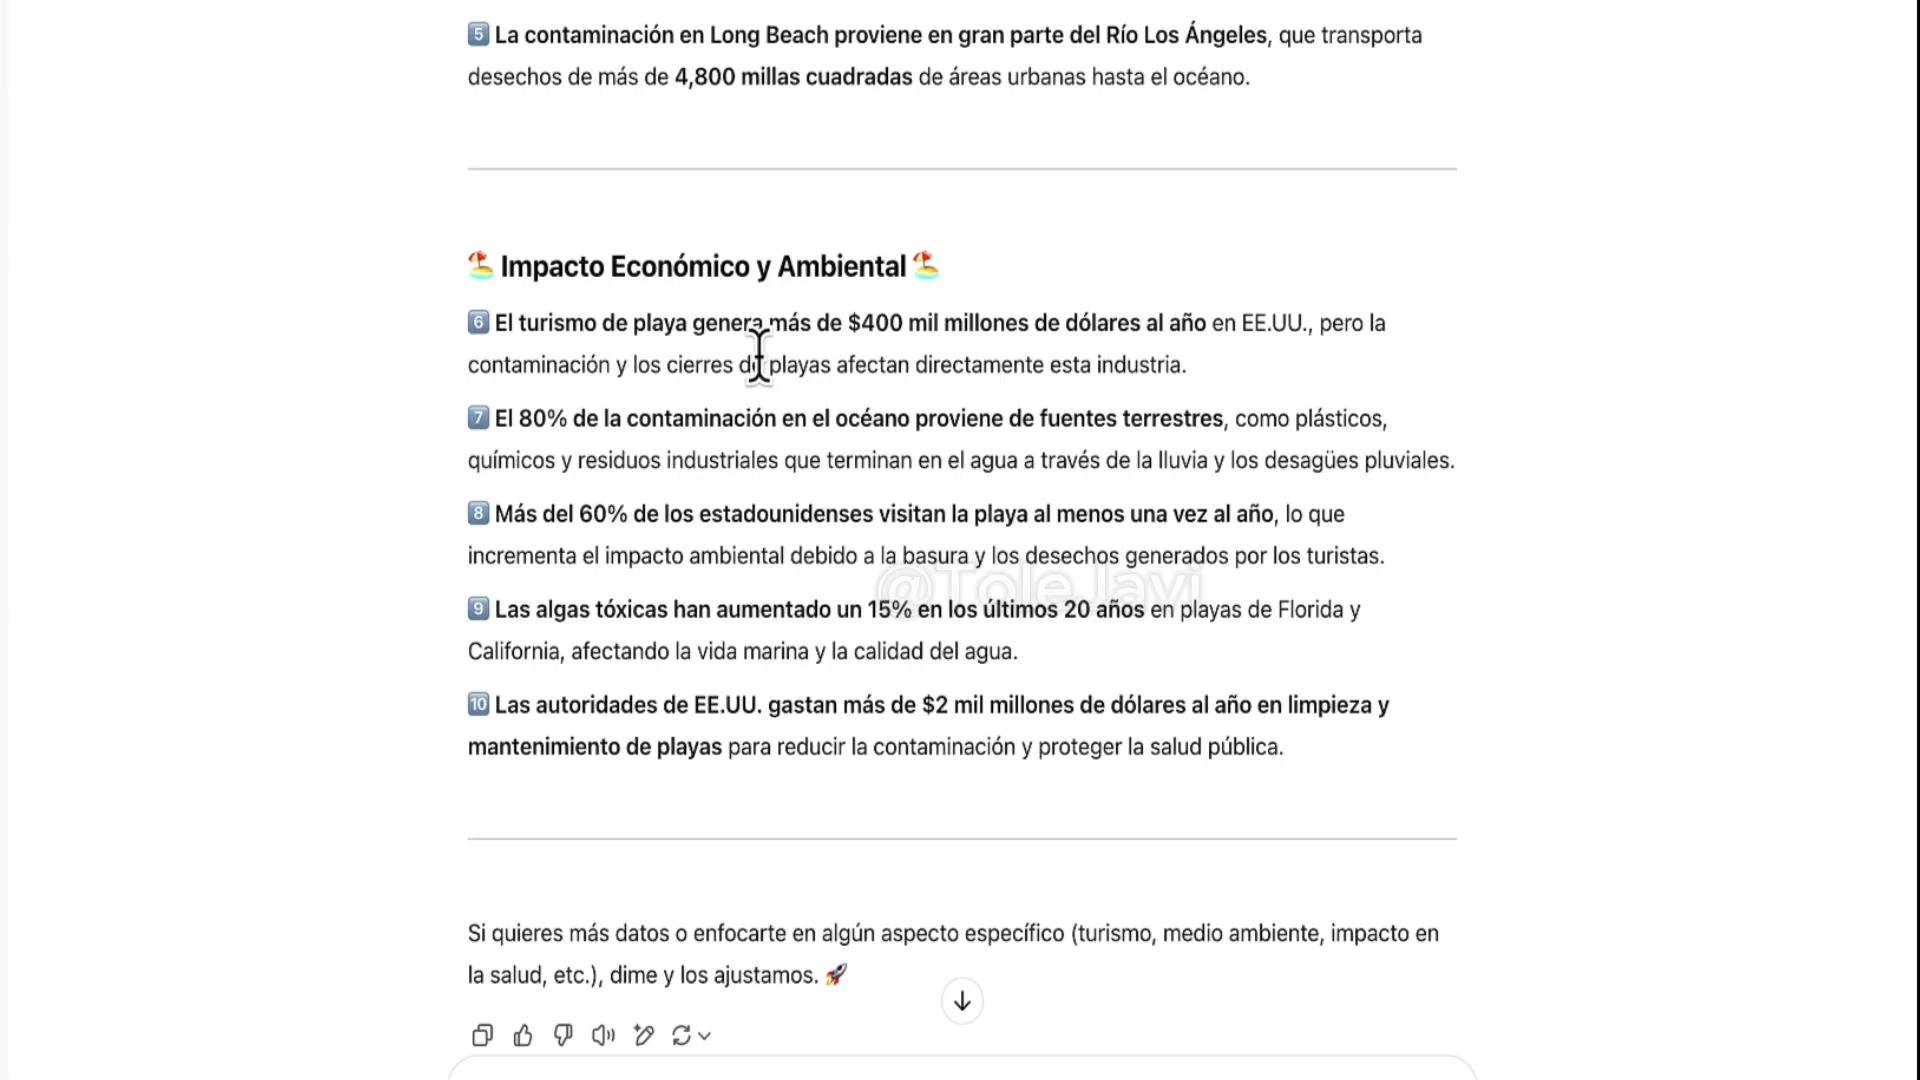 5 La contaminación en Long Beach proviene en gran parte del Río Los Ángeles, que transporta
desechos de más de 4,800 millas cuadradas de áreas urbanas hasta el océano.
Impacto Económico y Ambiental
6 El turismo de playa genera más de $400 mil millones de dólares al año en EE.UU., pero la
contaminación y los cierres de playas afectan directamente esta industria.
7 El 80% de la contaminación en el océano proviene de fuentes terrestres, como plásticos,
químicos y residuos industriales que terminan en el agua a través de la lluvia y los desagües pluviales.
8 Más del 60% de los estadounidenses visitan la playa al menos una vez al año, lo que
incrementa el impacto ambiental debido a la basura y los desechos generados por los turistas.
@ToleJavi
9 Las algas tóxicas han aumentado un 15% en los últimos 20 años en playas de Florida y
California, afectando la vida marina y la calidad del agua.
10 Las autoridades de EE.UU. gastan más de $2 mil millones de dólares al año en limpieza y
mantenimiento de playas para reducir la contaminación y proteger la salud pública.
Si quieres más datos o enfocarte en algún aspecto específico (turismo, medio ambiente, impacto en
la salud, etc.), dime y los ajustamos.